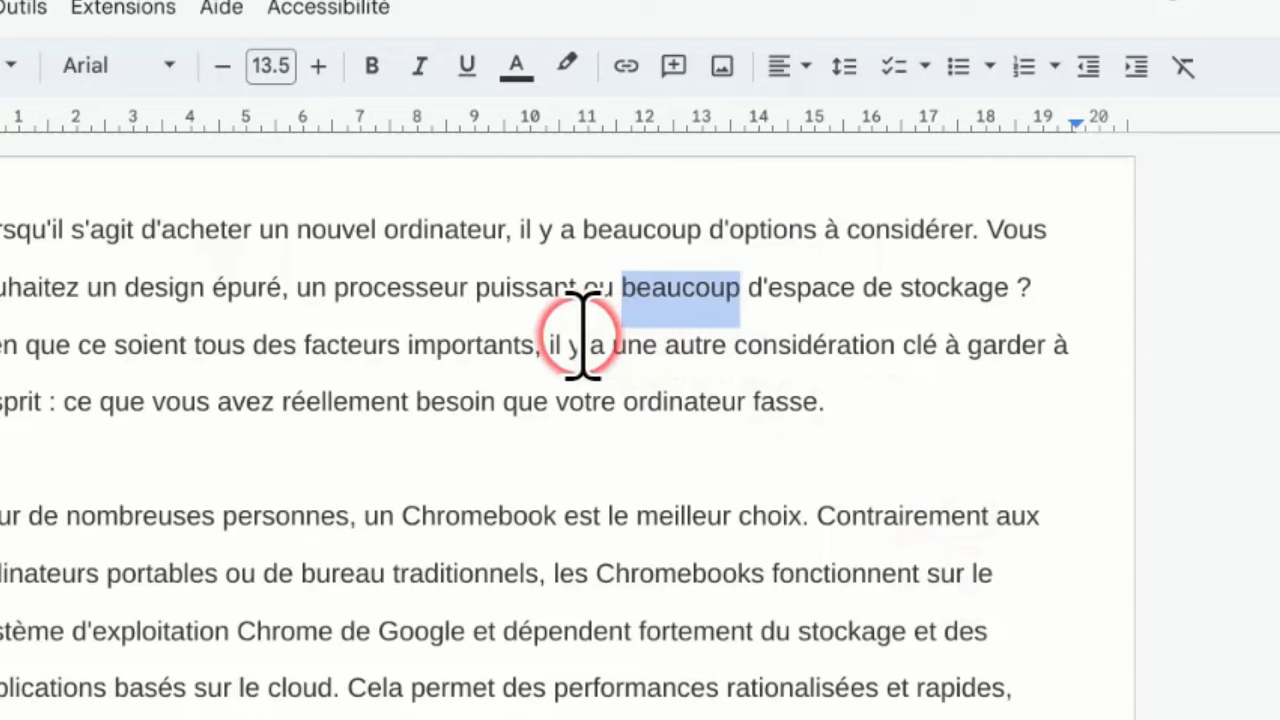 Outils Extensions Aide Accessibilité
Arial 13.5 B I U A
1 2 3 4 5 6 7 8 9 10 11 12 13 14 15 16 17 18 19 20
rsqu'il s'agit d'acheter un nouvel ordinateur, il y a beaucoup d'options à considérer. Vous
uhaitez un design épuré, un processeur puissant ou beaucoup d'espace de stockage ?
en que ce soient tous des facteurs importants, il y a une autre considération clé à garder à
sprit : ce que vous avez réellement besoin que votre ordinateur fasse.
ur de nombreuses personnes, un Chromebook est le meilleur choix. Contrairement aux
dinateurs portables ou de bureau traditionnels, les Chromebooks fonctionnent sur le
stème d'exploitation Chrome de Google et dépendent fortement du stockage et des
plications basés sur le cloud. Cela permet des performances rationalisées et rapides,